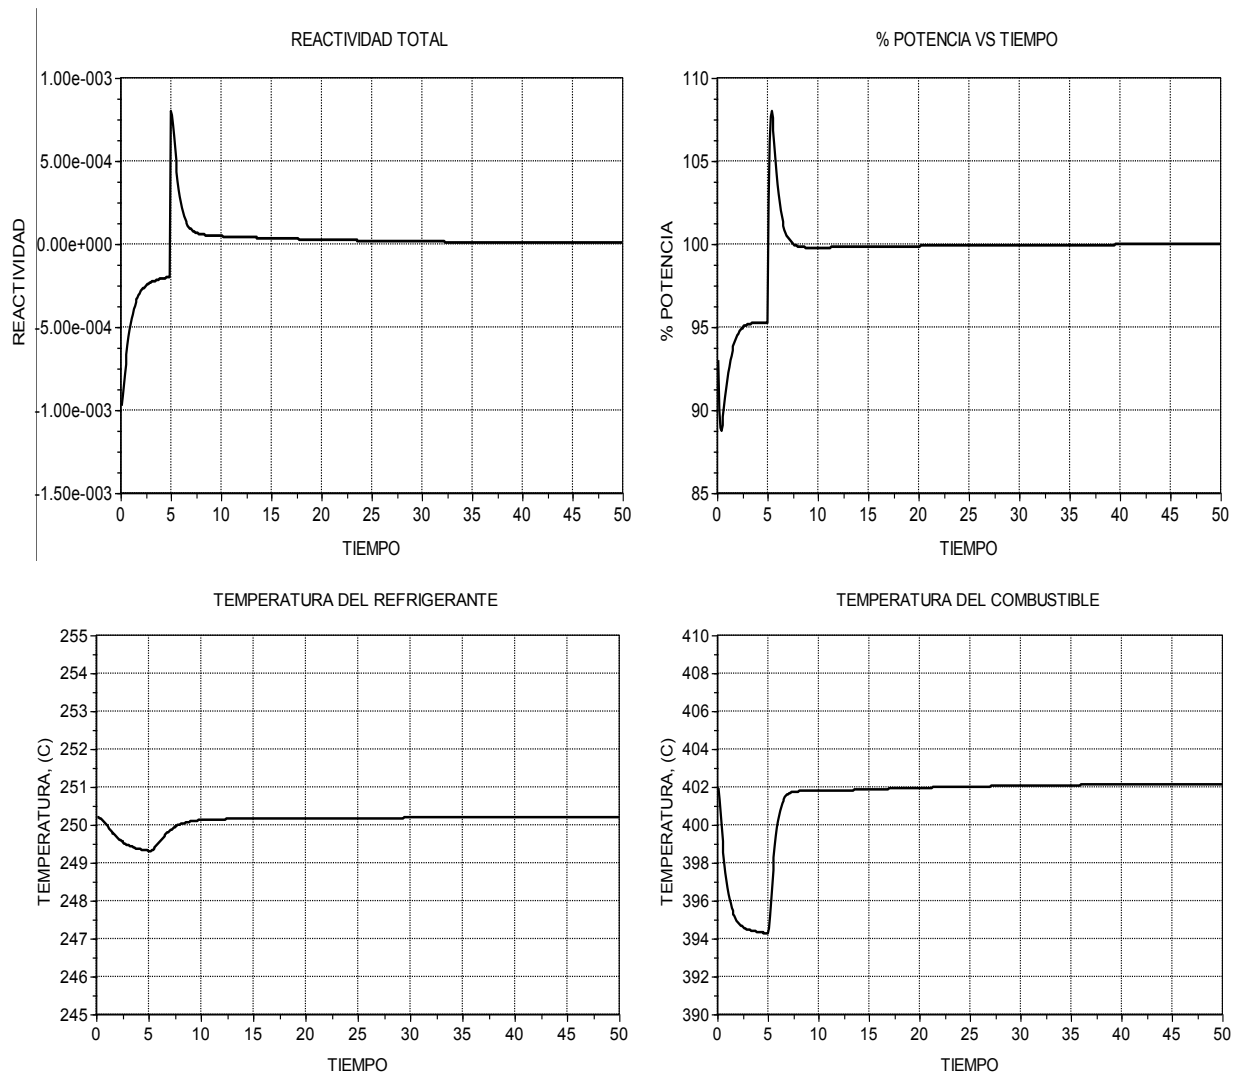 REACTIVIDAD TOTAL
1.00e-003
5.00e-004
0.00e+000
-5.00e-004
-1.00e-003
-1.50e-003
REACTIVIDAD
0 5 10 15 20 25 30 35 40 45 50
TIEMPO
% POTENCIA VS TIEMPO
110
105
100
95
90
85
% POTENCIA
0 5 10 15 20 25 30 35 40 45 50
TIEMPO
TEMPERATURA DEL REFRIGERANTE
255
254
253
252
251
250
249
248
247
246
245
TEMPERATURA, (C)
0 5 10 15 20 25 30 35 40 45 50
TIEMPO
TEMPERATURA DEL COMBUSTIBLE
410
408
406
404
402
400
398
396
394
392
390
TEMPERATURA, (C)
0 5 10 15 20 25 30 35 40 45 50
TIEMPO